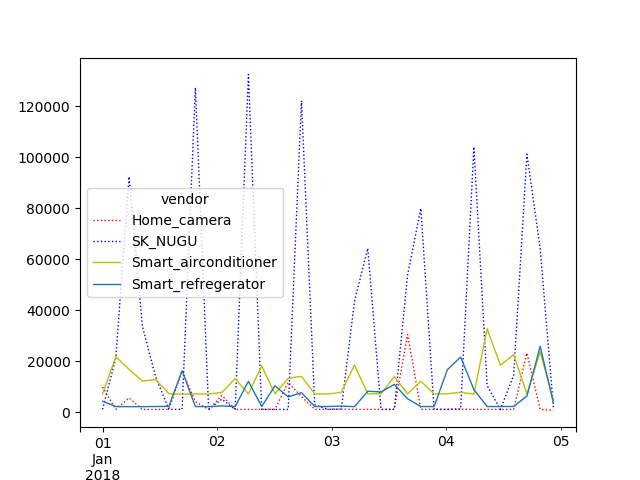 120000
100000
80000
60000
40000
20000
0
vendor
Home_camera
SK_NUGU
Smart_airconditioner
Smart_refregerator
01 02 03 04 05
Jan
2018